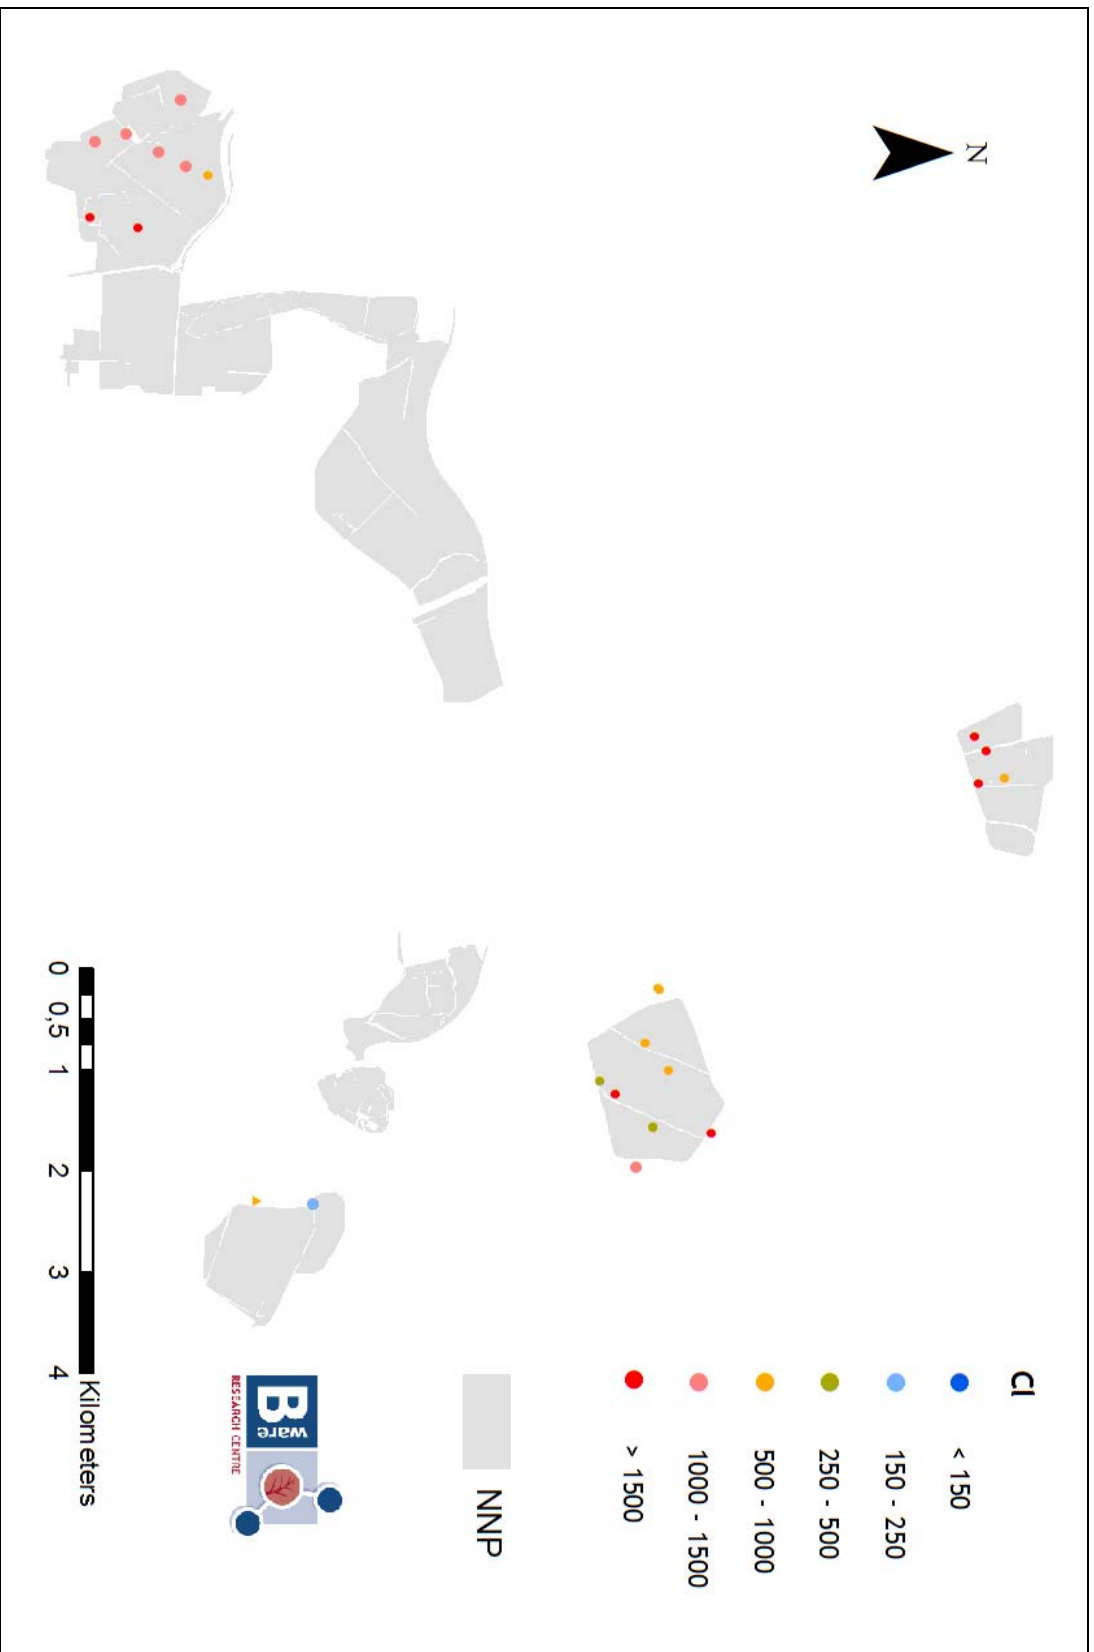 N
Cl
< 150
150 - 250
250 - 500
500 - 1000
1000 - 1500
> 1500
NNP
B ware
RESEARCH CENTRE
0 0,5 1 2 3 4
Kilometers